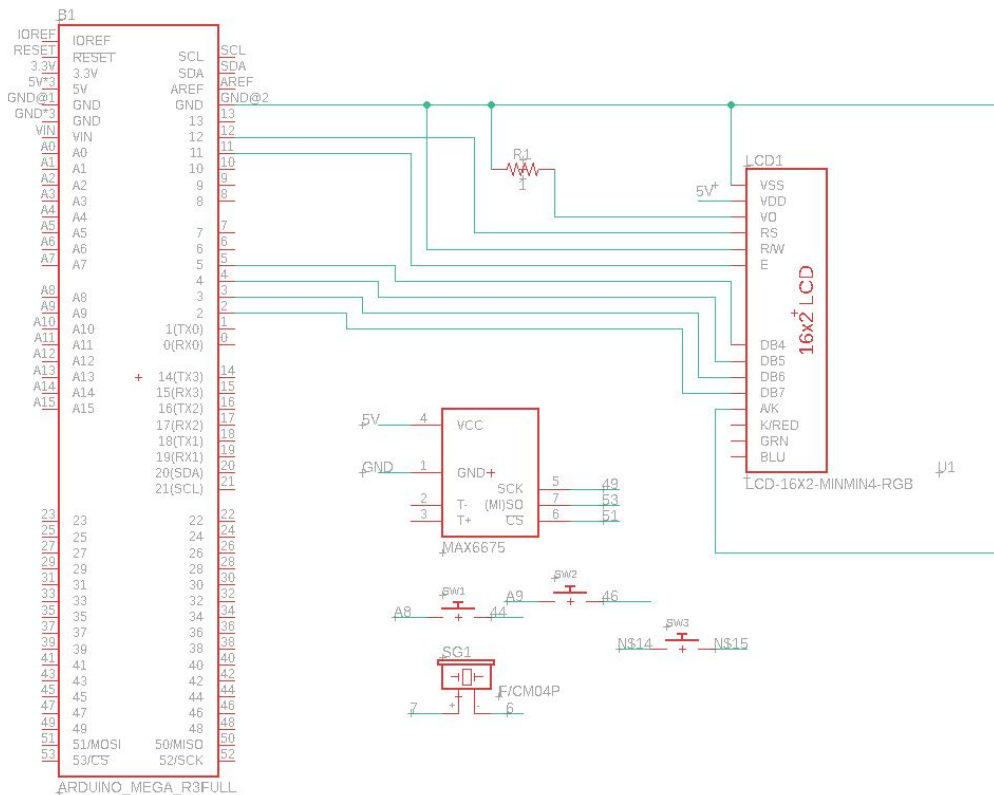 B1
IOREF
RESET
3.3V
5V*3
GND@1
GND*3
VIN
A0
A1
A2
A3
A4
A5
A6
A7
A8
A9
A10
A11
A12
A13
A14
A15
23
25
27
29
31
33
35
37
39
41
43
45
47
49
51
53
IOREF
RESET
3.3V
5V
GND
GND
VIN
A0
A1
A2
A3
A4
A5
A6
A7
A8
A9
A10
A11
A12
A13
A14
A15
23
25
27
29
31
33
35
37
39
41
43
45
47
49
51/MOSI
53/CS
SCL
SDA
AREF
GND
13
12
11
10
9
8
7
6
5
4
3
2
1(TX0)
0(RX0)
14(TX3)
15(RX3)
16(TX2)
17(RX2)
18(TX1)
19(RX1)
20(SDA)
21(SCL)
22
24
26
28
30
32
34
36
38
40
42
44
46
48
50/MISO
52/SCK
SCL
SDA
AREF
GND@2
13
12
11
10
9
8
7
6
5
4
3
2
1
0
14
15
16
17
18
19
20
21
22
24
26
28
30
32
34
36
38
40
42
44
46
48
50
52
ARDUINO_MEGA_R3FULL
R1
1
LCD1
5V
VSS
VDD
VO
RS
R/W
E
DB4
DB5
DB6
DB7
A/K
K/RED
GRN
BLU
16x2 LCD
LCD-16X2-MINMIN4-RGB
U1
5V 4 VCC
GND 1 GND
2 T-
3 T+
SCK 5 49
(MI)SO 7 53
CS 6 51
MAX6675
SW1
A8 44
SW2
A9 46
SW3
N$14 N$15
SG1
F/CM04P
7 + - 6